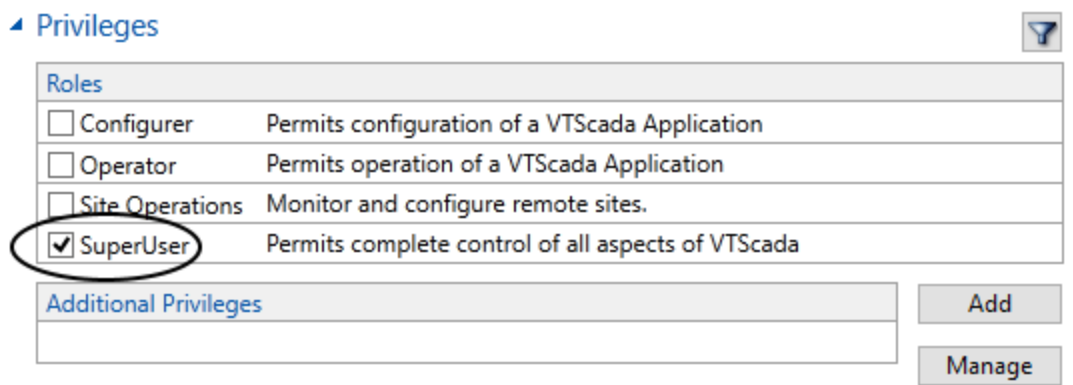 Privileges
Roles
Configurer Permits configuration of a VTScada Application
Operator Permits operation of a VTScada Application
Site Operations Monitor and configure remote sites.
SuperUser Permits complete control of all aspects of VTScada
Additional Privileges
Add
Manage